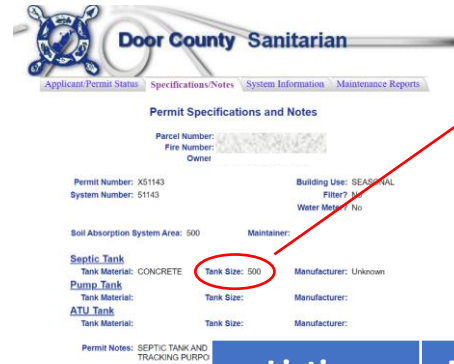 Door County Sanitarian
Applicant/Permit Status Specifications/Notes System Information Maintenance Reports
Permit Specifications and Notes
Parcel Number:
Fire Number:
Owner
Permit Number: X51143 Building Use: SEASONAL
System Number: 51143 Filter? No
Water Meter? No
Soil Absorption System Area: 500 Maintainer:
Septic Tank
Tank Material: CONCRETE Tank Size: 500 Manufacturer: Unknown
Pump Tank
Tank Material: Tank Size: Manufacturer:
ATU Tank
Tank Material: Tank Size: Manufacturer:
Permit Notes: SEPTIC TANK AND
TRACKING PURPO